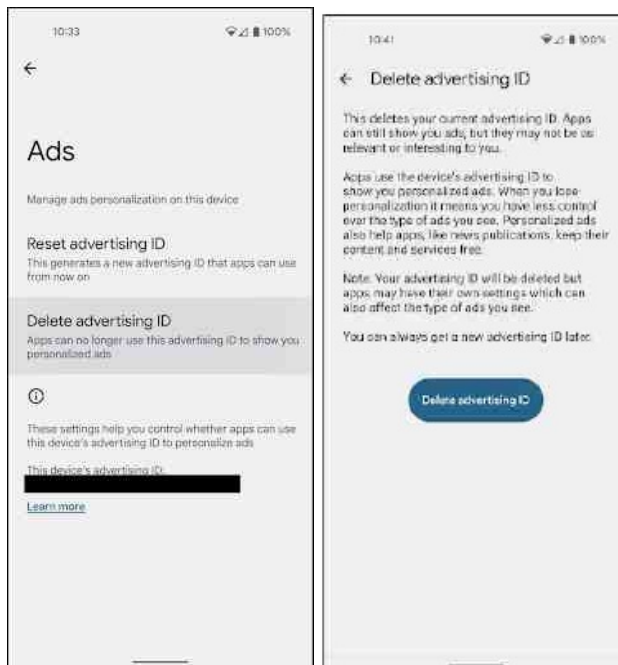 10:33 100%
Ads
Manage ads personalization on this device
Reset advertising ID
This generates a new advertising ID that apps can use
from now on
Delete advertising ID
Apps can no longer use this advertising ID to show you
personalized ads
These settings help you control whether apps can use
this device's advertising ID to personalize ads
This device's advertising ID:
Learn more
10:41 100%
Delete advertising ID
This deletes your current advertising ID. Apps
can still show you ads, but they may not be as
relevant or interesting to you.
Apps use the device's advertising ID to
show you personalized ads. When you lose
personalization it means you have less control
over the type of ads you see. Personalized ads
also help apps, like news publications, keep their
content and services free.
Note: Your advertising ID will be deleted but
apps may have their own settings which can
also affect the type of ads you see.
You can always get a new advertising ID later.
Delete advertising ID